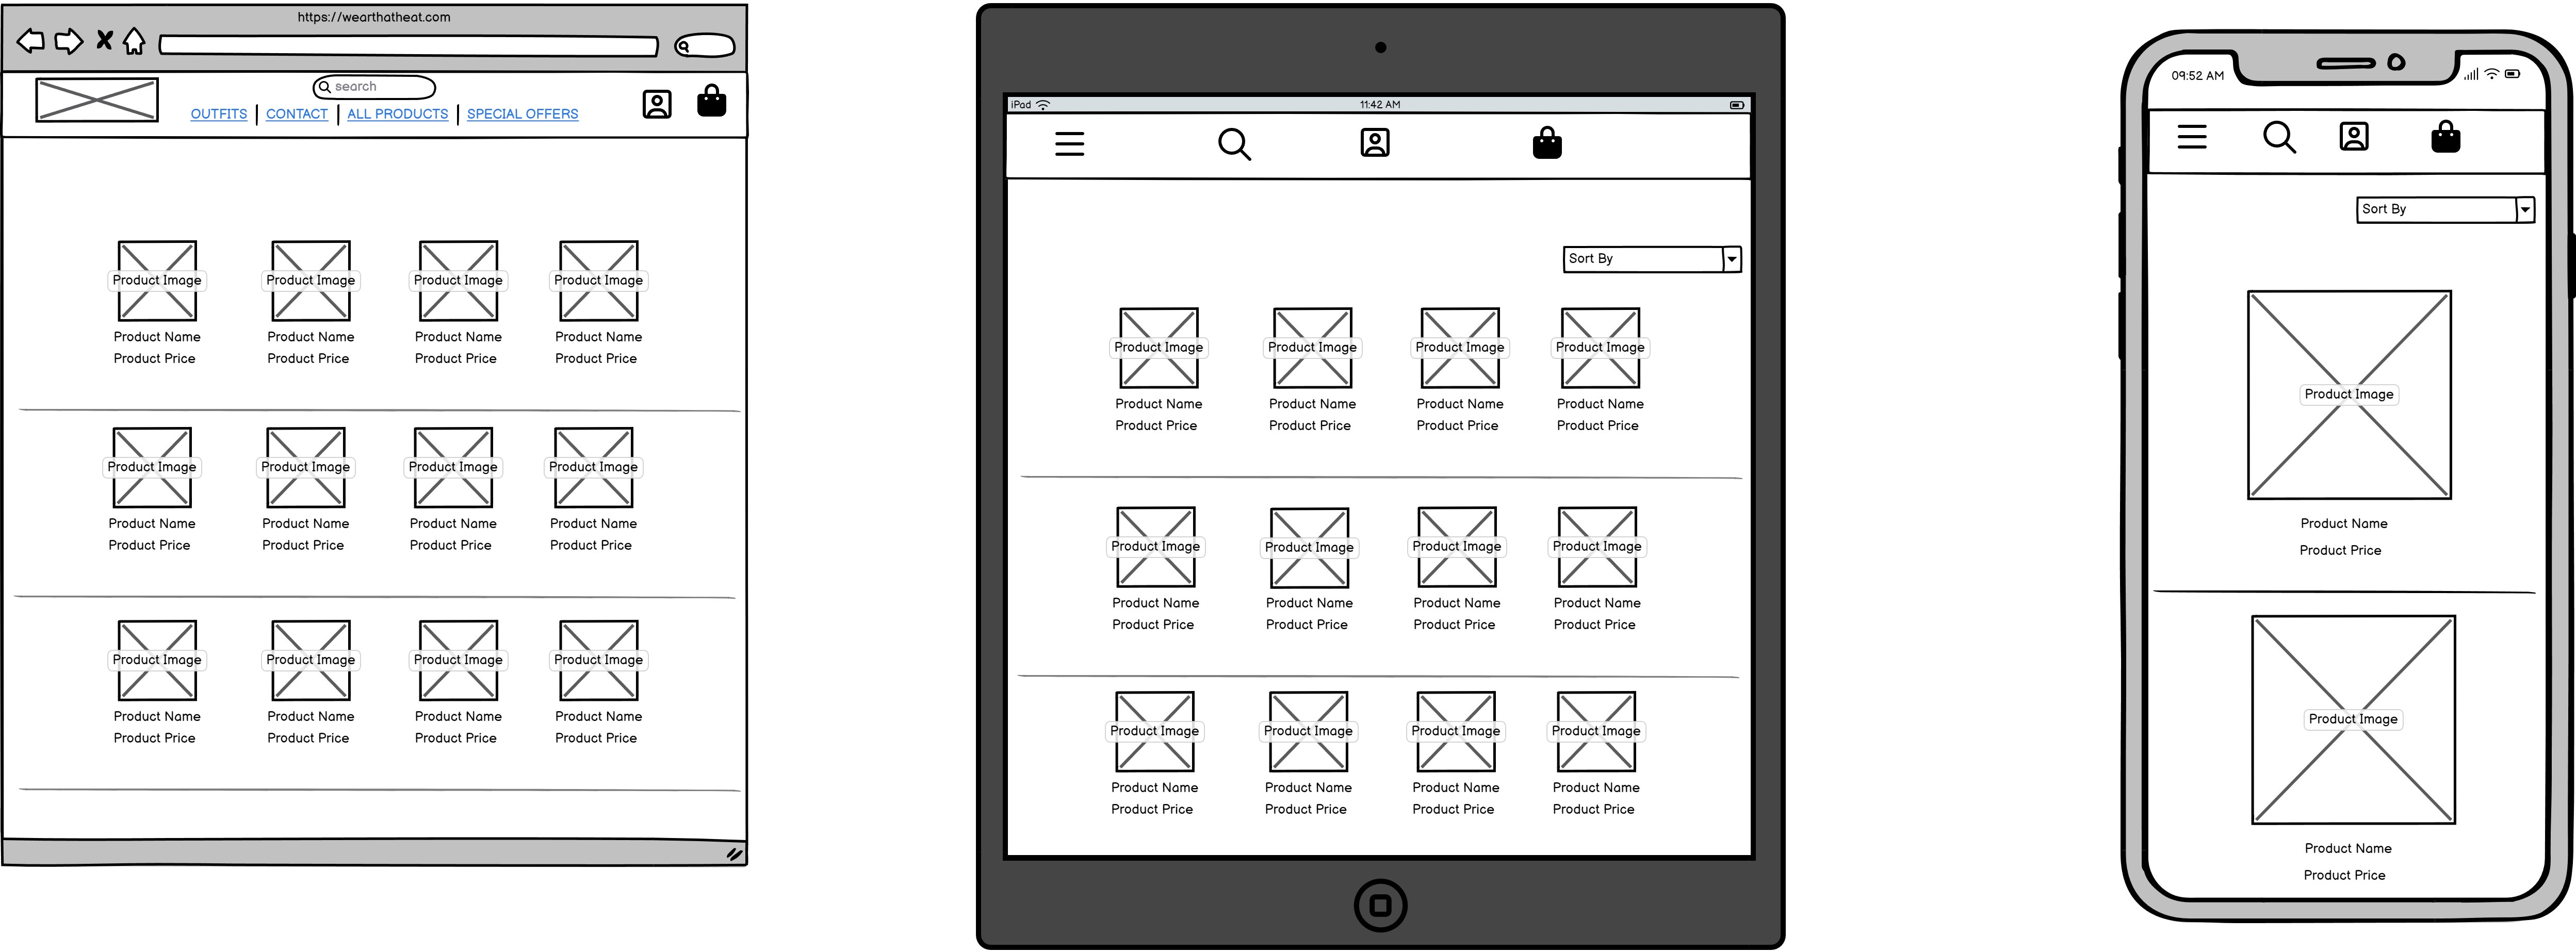 https://wearthatheat.com
search
OUTFITS CONTACT ALL PRODUCTS SPECIAL OFFERS
Product Image Product Image Product Image Product Image
Product Name Product Name Product Name Product Name
Product Price Product Price Product Price Product Price
Product Image Product Image Product Image Product Image
Product Name Product Name Product Name Product Name
Product Price Product Price Product Price Product Price
Product Image Product Image Product Image Product Image
Product Name Product Name Product Name Product Name
Product Price Product Price Product Price Product Price
iPad 11:42 AM
Sort By
Product Image Product Image Product Image Product Image
Product Name Product Name Product Name Product Name
Product Price Product Price Product Price Product Price
Product Image Product Image Product Image Product Image
Product Name Product Name Product Name Product Name
Product Price Product Price Product Price Product Price
Product Image Product Image Product Image Product Image
Product Name Product Name Product Name Product Name
Product Price Product Price Product Price Product Price
09:52 AM
Sort By
Product Image
Product Name
Product Price
Product Image
Product Name
Product Price